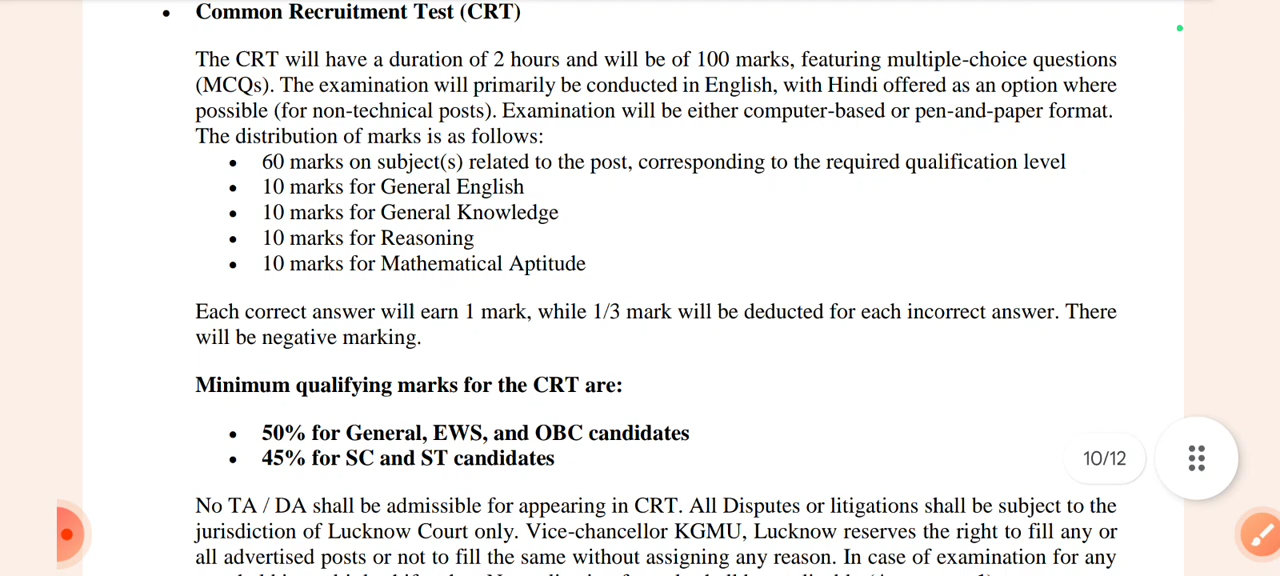 • Common Recruitment Test (CRT)
The CRT will have a duration of 2 hours and will be of 100 marks, featuring multiple-choice questions
(MCQs). The examination will primarily be conducted in English, with Hindi offered as an option where
possible (for non-technical posts). Examination will be either computer-based or pen-and-paper format.
The distribution of marks is as follows:
• 60 marks on subject(s) related to the post, corresponding to the required qualification level
• 10 marks for General English
• 10 marks for General Knowledge
• 10 marks for Reasoning
• 10 marks for Mathematical Aptitude
Each correct answer will earn 1 mark, while 1/3 mark will be deducted for each incorrect answer. There
will be negative marking.
Minimum qualifying marks for the CRT are:
• 50% for General, EWS, and OBC candidates
• 45% for SC and ST candidates
10/12
No TA / DA shall be admissible for appearing in CRT. All Disputes or litigations shall be subject to the
jurisdiction of Lucknow Court only. Vice-chancellor KGMU, Lucknow reserves the right to fill any or
all advertised posts or not to fill the same without assigning any reason. In case of examination for any